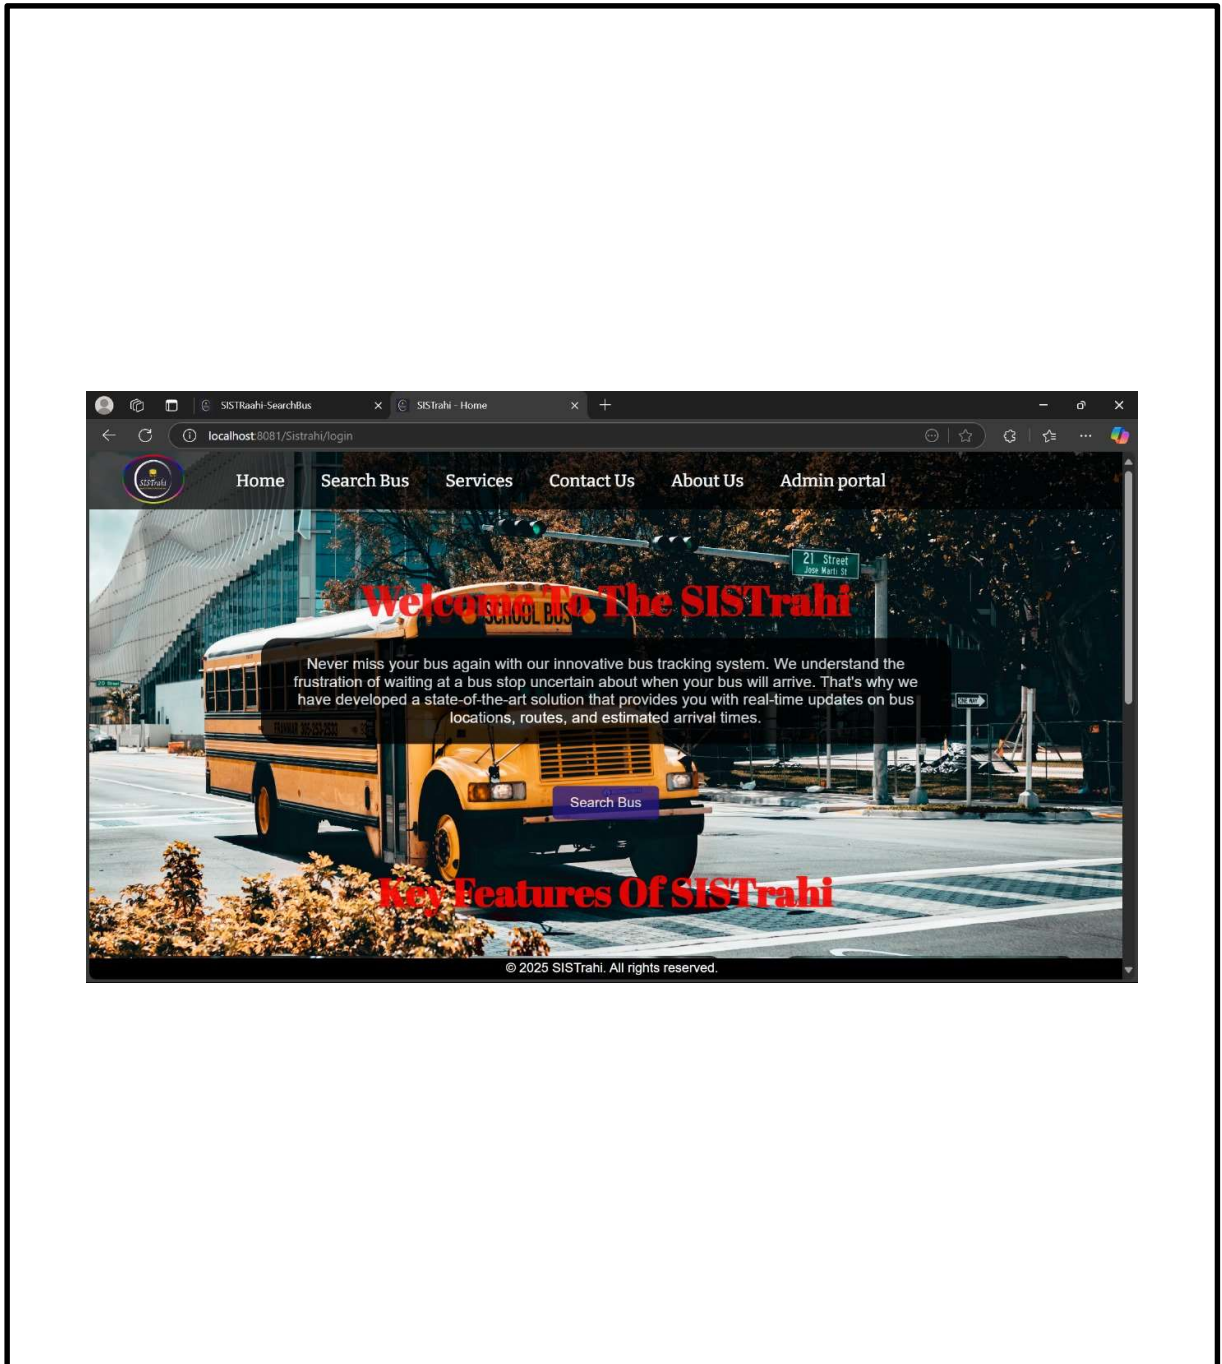 SISTRaahi-SearchBus
SISTrahi - Home
localhost:8081/Sistrahi/login
SISTrahi
Home Search Bus Services Contact Us About Us Admin portal
21 Street
Jose Marti St
Welcome To The SISTrahi
SCHOOL BUS
Never miss your bus again with our innovative bus tracking system. We understand the
frustration of waiting at a bus stop uncertain about when your bus will arrive. That's why we
have developed a state-of-the-art solution that provides you with real-time updates on bus
locations, routes, and estimated arrival times.
Search Bus
Key Features Of SISTrahi
© 2025 SISTrahi. All rights reserved.